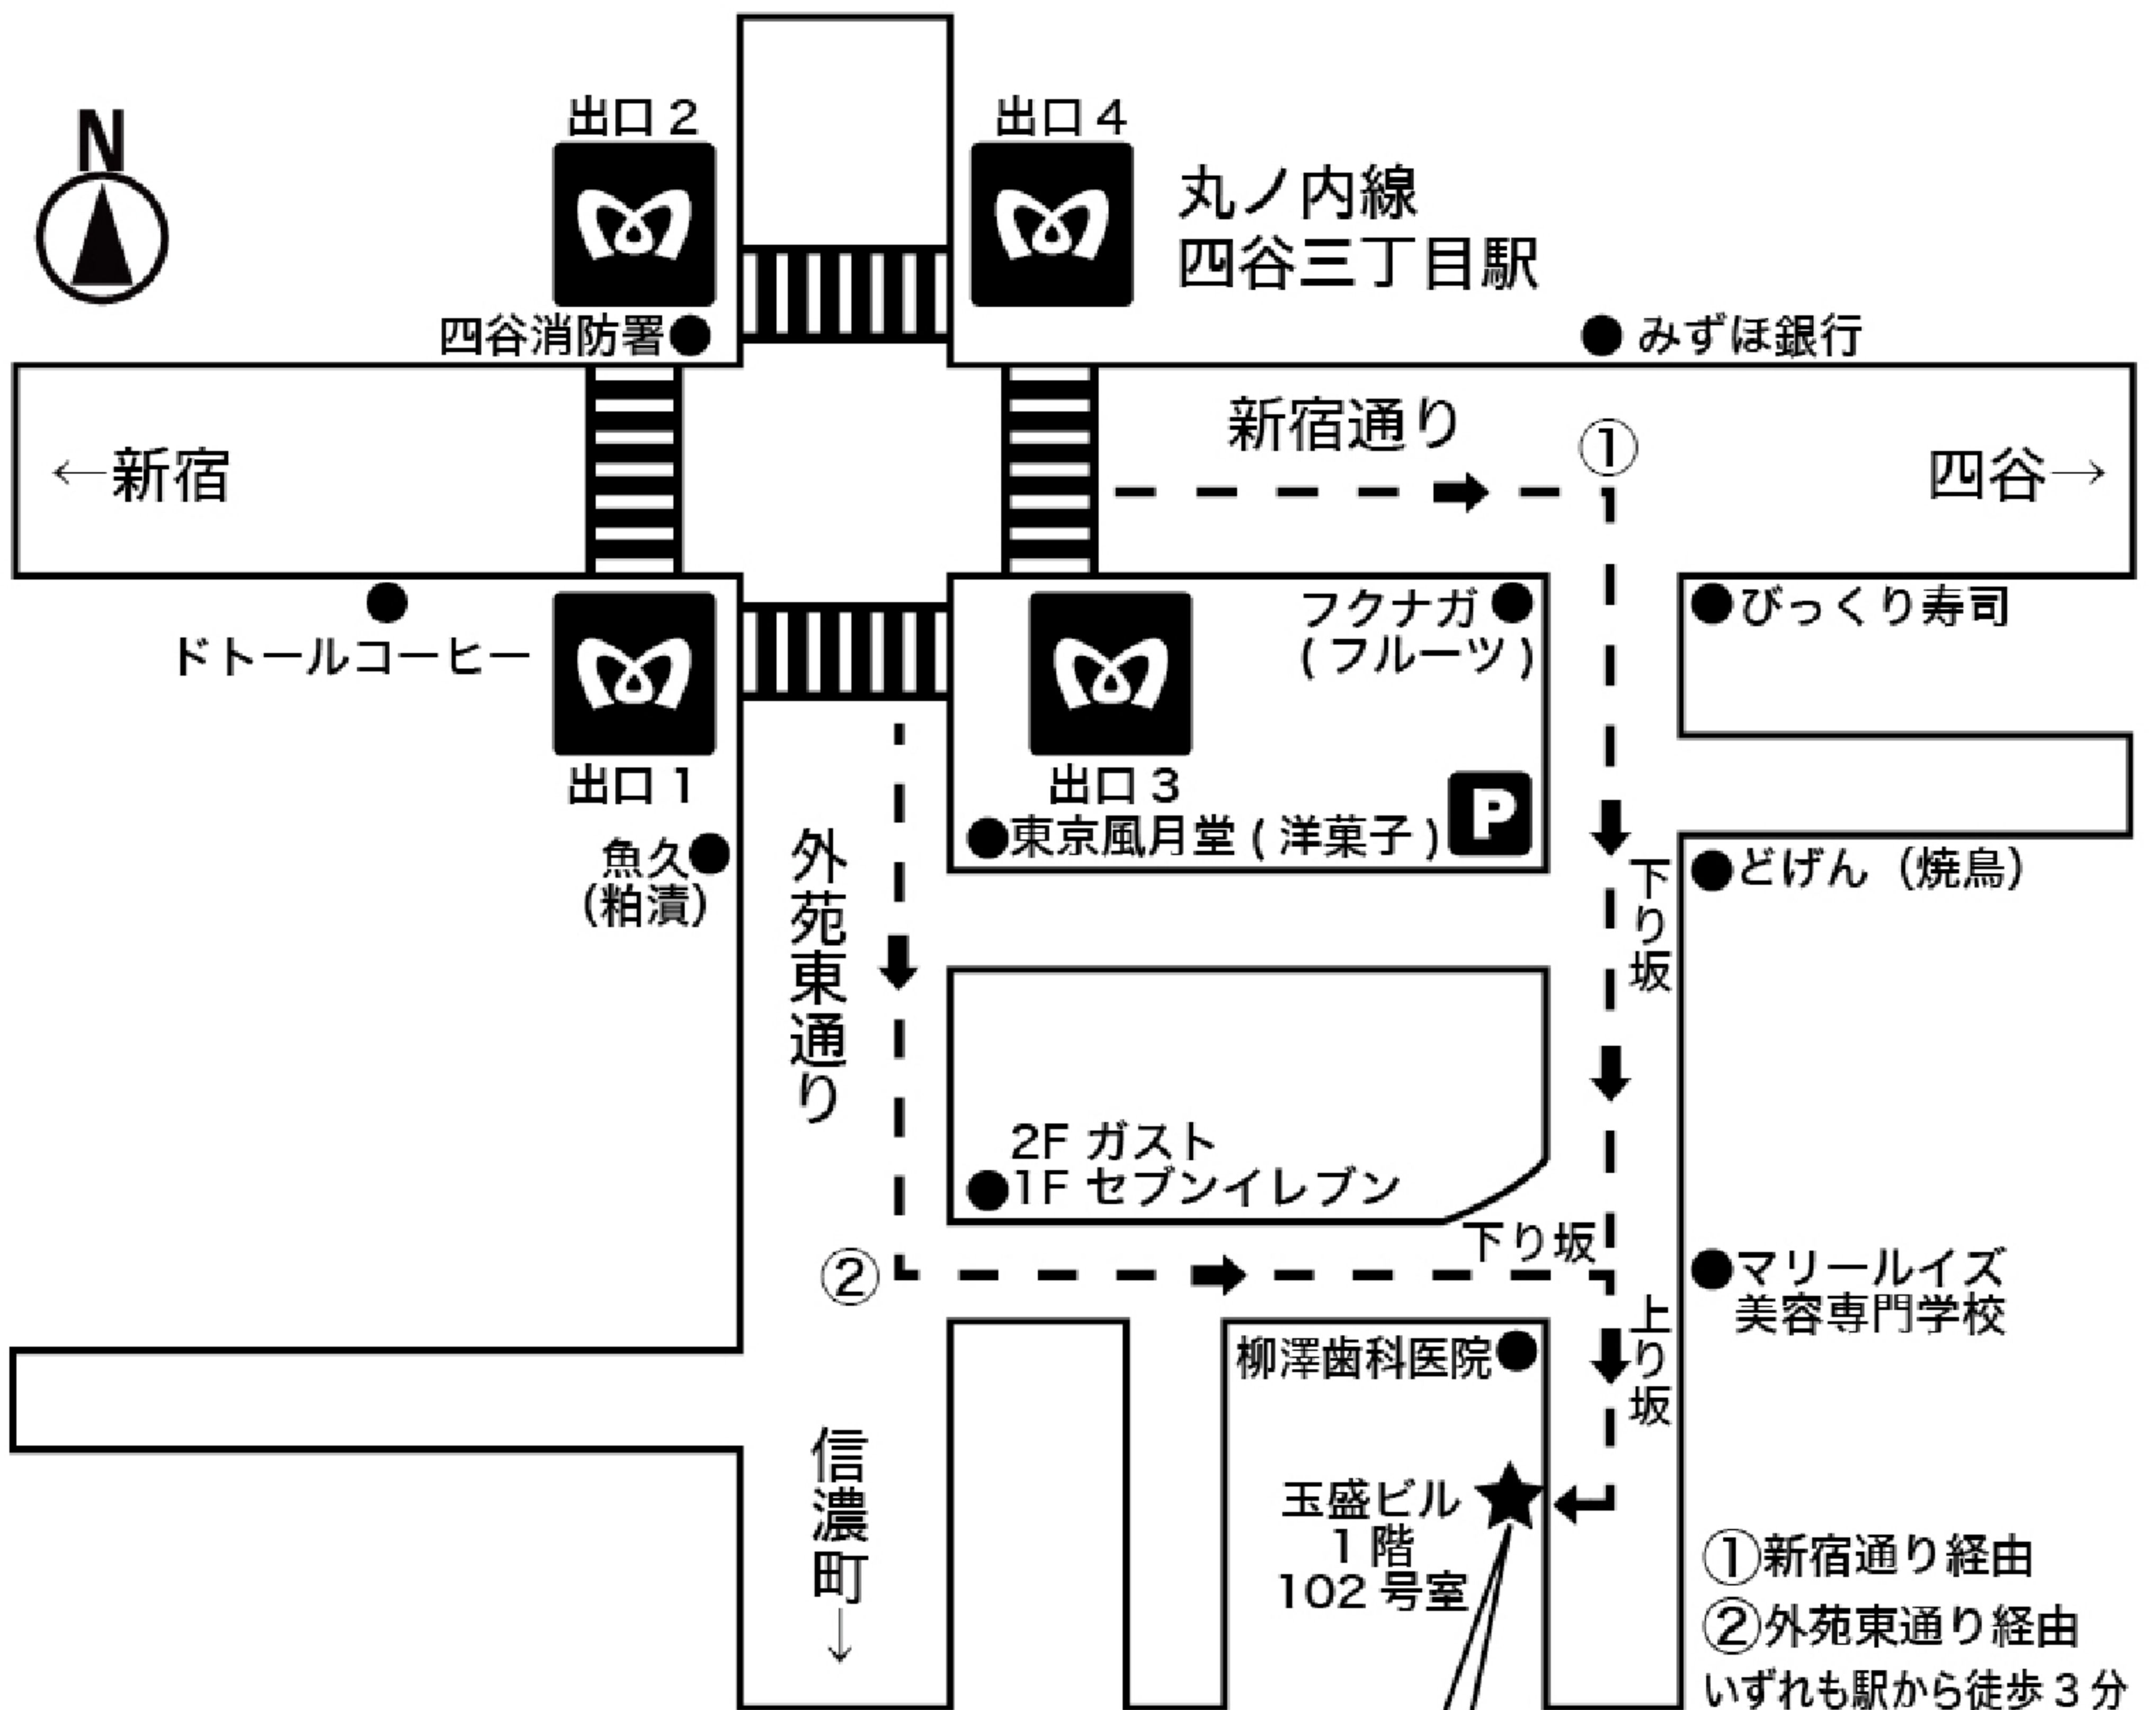 N
出口 2
出口 4
丸ノ内線
四谷三丁目駅
四谷消防署
みずほ銀行
新宿通り
①
←新宿
四谷→
ドトールコーヒー
フクナガ
( フルーツ )
びっくり寿司
出口 1
出口 3
P
東京風月堂 ( 洋菓子 )
魚久
(粕漬)
外苑東通り
下り坂
どげん（焼鳥）
2F ガスト
1F セブンイレブン
②
下り坂
マリールイズ
美容専門学校
上り坂
柳澤歯科医院
信濃町→
玉盛ビル
1 階
102 号室
①新宿通り経由
②外苑東通り経由
いずれも駅から徒歩 3 分